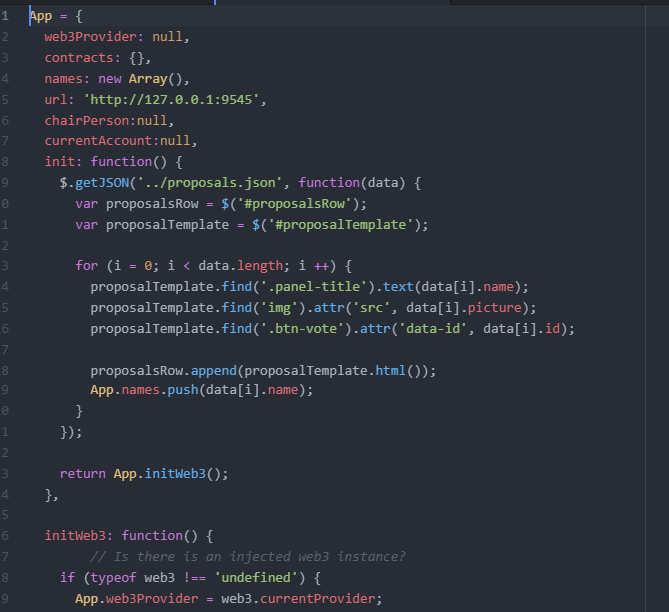 1 App = {
2 web3Provider: null,
3 contracts: {},
4 names: new Array(),
5 url: 'http://127.0.0.1:9545',
6 chairPerson:null,
7 currentAccount:null,
8 init: function() {
9 $.getJSON('../proposals.json', function(data) {
0 var proposalsRow = $('#proposalsRow');
1 var proposalTemplate = $('#proposalTemplate');
2
3 for (i = 0; i < data.length; i ++) {
4 proposalTemplate.find('.panel-title').text(data[i].name);
5 proposalTemplate.find('img').attr('src', data[i].picture);
6 proposalTemplate.find('.btn-vote').attr('data-id', data[i].id);
7
8 proposalsRow.append(proposalTemplate.html());
9 App.names.push(data[i].name);
0 }
1 });
2
3 return App.initWeb3();
4 },
5
6 initWeb3: function() {
7 // Is there is an injected web3 instance?
8 if (typeof web3 !== 'undefined') {
9 App.web3Provider = web3.currentProvider;